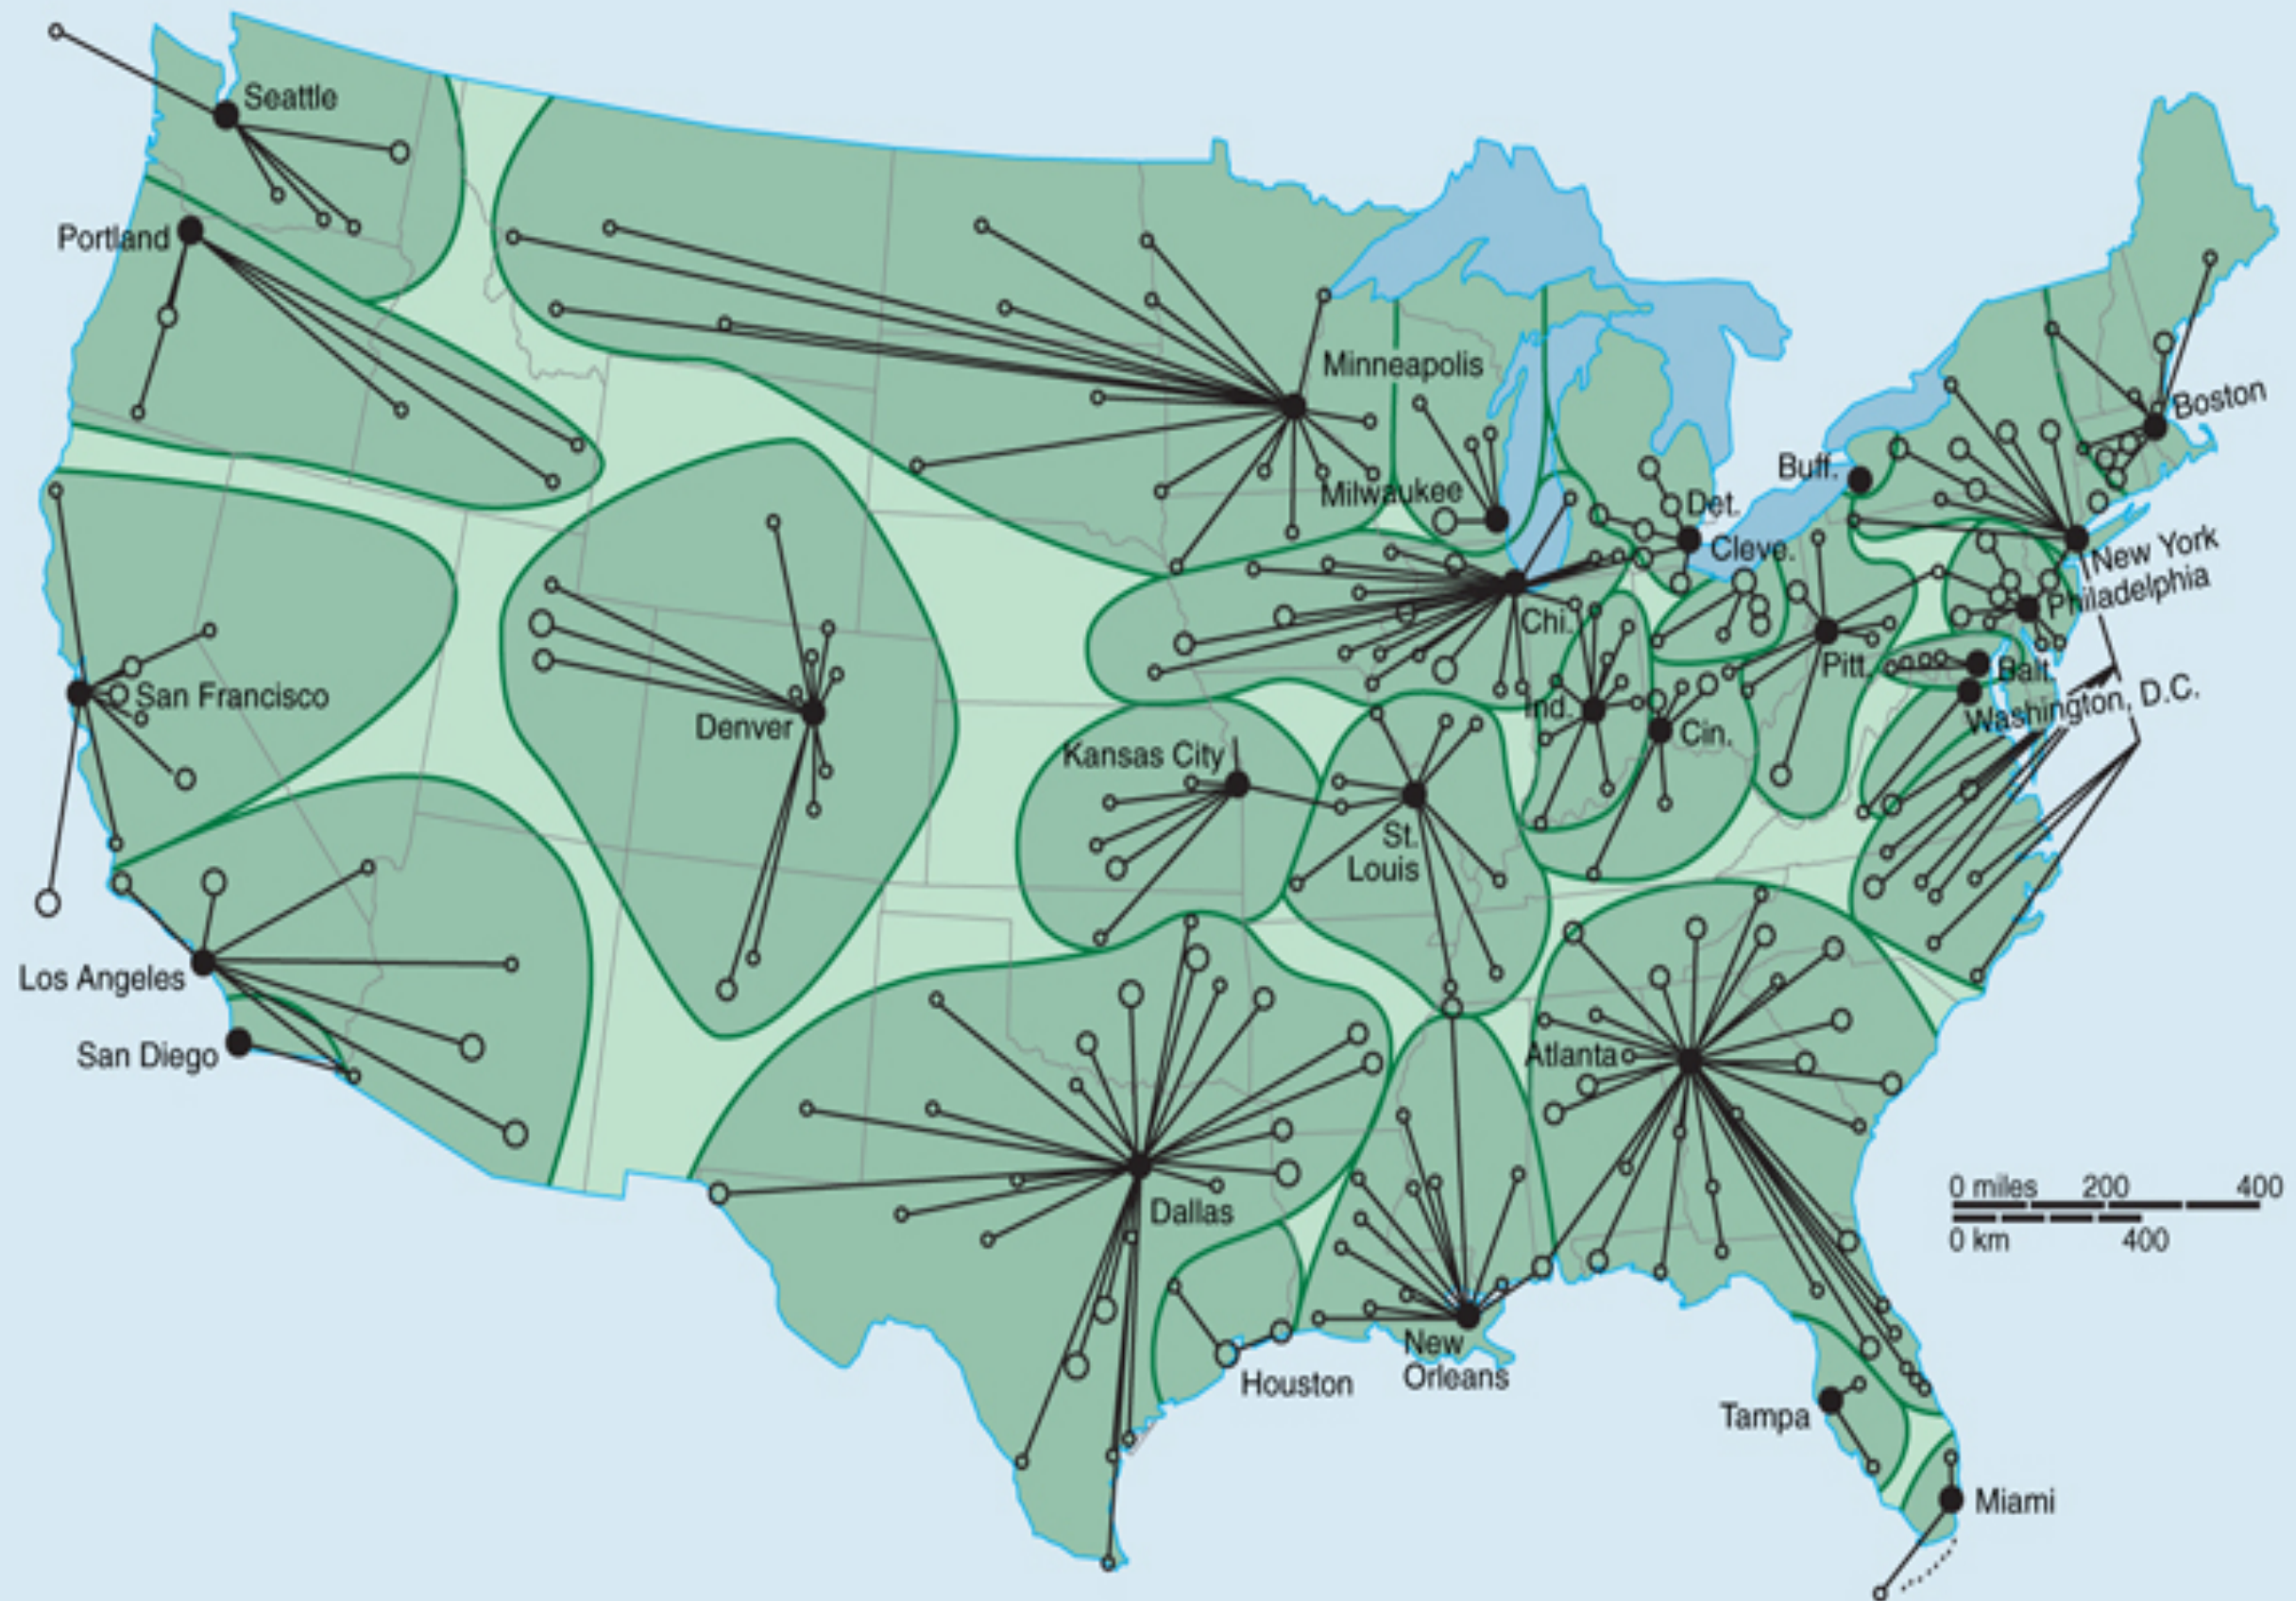 Seattle
Portland
Minneapolis
Boston
Buff.
Milwaukee
Det.
Cleve.
New York
Philadelphia
Chi.
Pitt.
Balt.
San Francisco
Denver
Ind.
Cin.
Washington, D.C.
Kansas City
St.
Louis
Los Angeles
San Diego
Atlanta
Dallas
0 miles 200 400
0 km 400
New
Orleans
Houston
Tampa
Miami